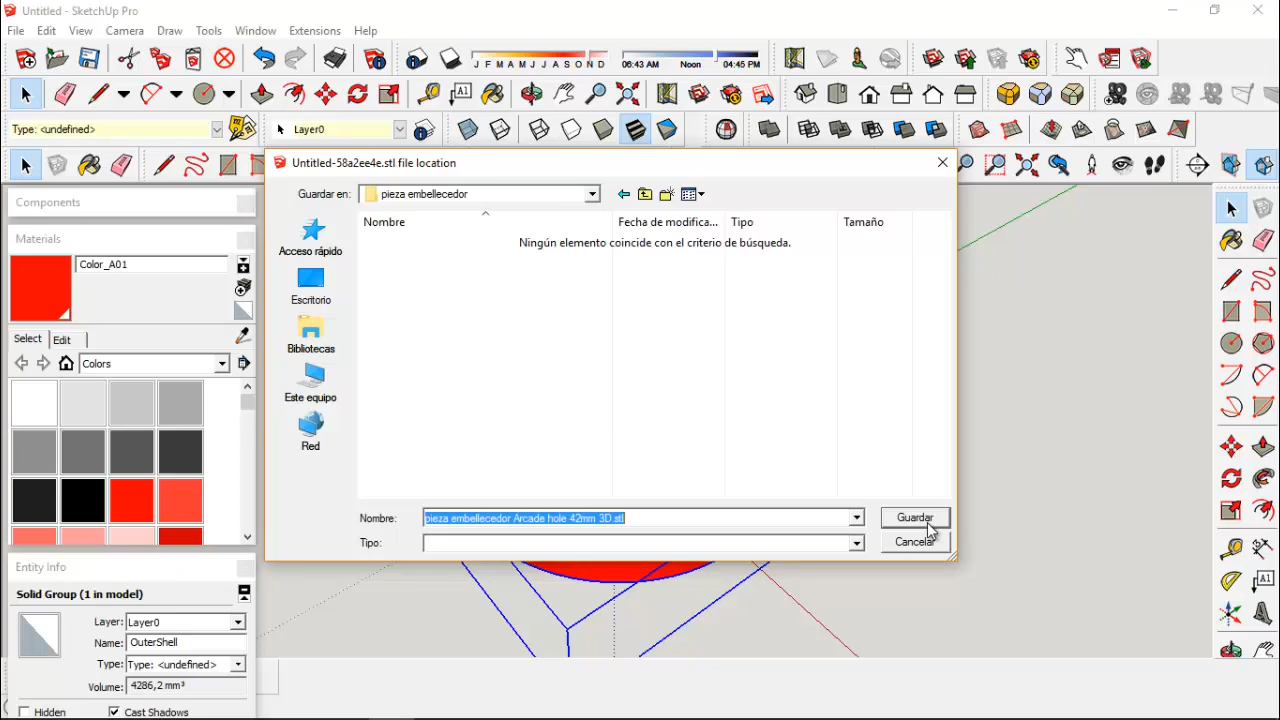 Untitled - SketchUp Pro
File Edit View Camera Draw Tools Window Extensions Help
J F M A M J J A S O N D 06:43 AM Noon 04:45 PM
Type: <undefined>
Layer0
Untitled-58a2ee4e.stl file location
Guardar en: pieza embellecedor
Components
Materials
Color_A01
Select Edit
Colors
Nombre Fecha de modifica... Tipo Tamaño
Ningún elemento coincide con el criterio de búsqueda.
Acceso rápido
Escritorio
Bibliotecas
Este equipo
Red
Nombre: pieza embellecedor Arcade hole 42mm 3D.stl Guardar
Tipo: Cancelar
Entity Info
Solid Group (1 in model)
Layer: Layer0
Name: OuterShell
Type: Type: <undefined>
Volume: 4286,2 mm³
Hidden Cast Shadows